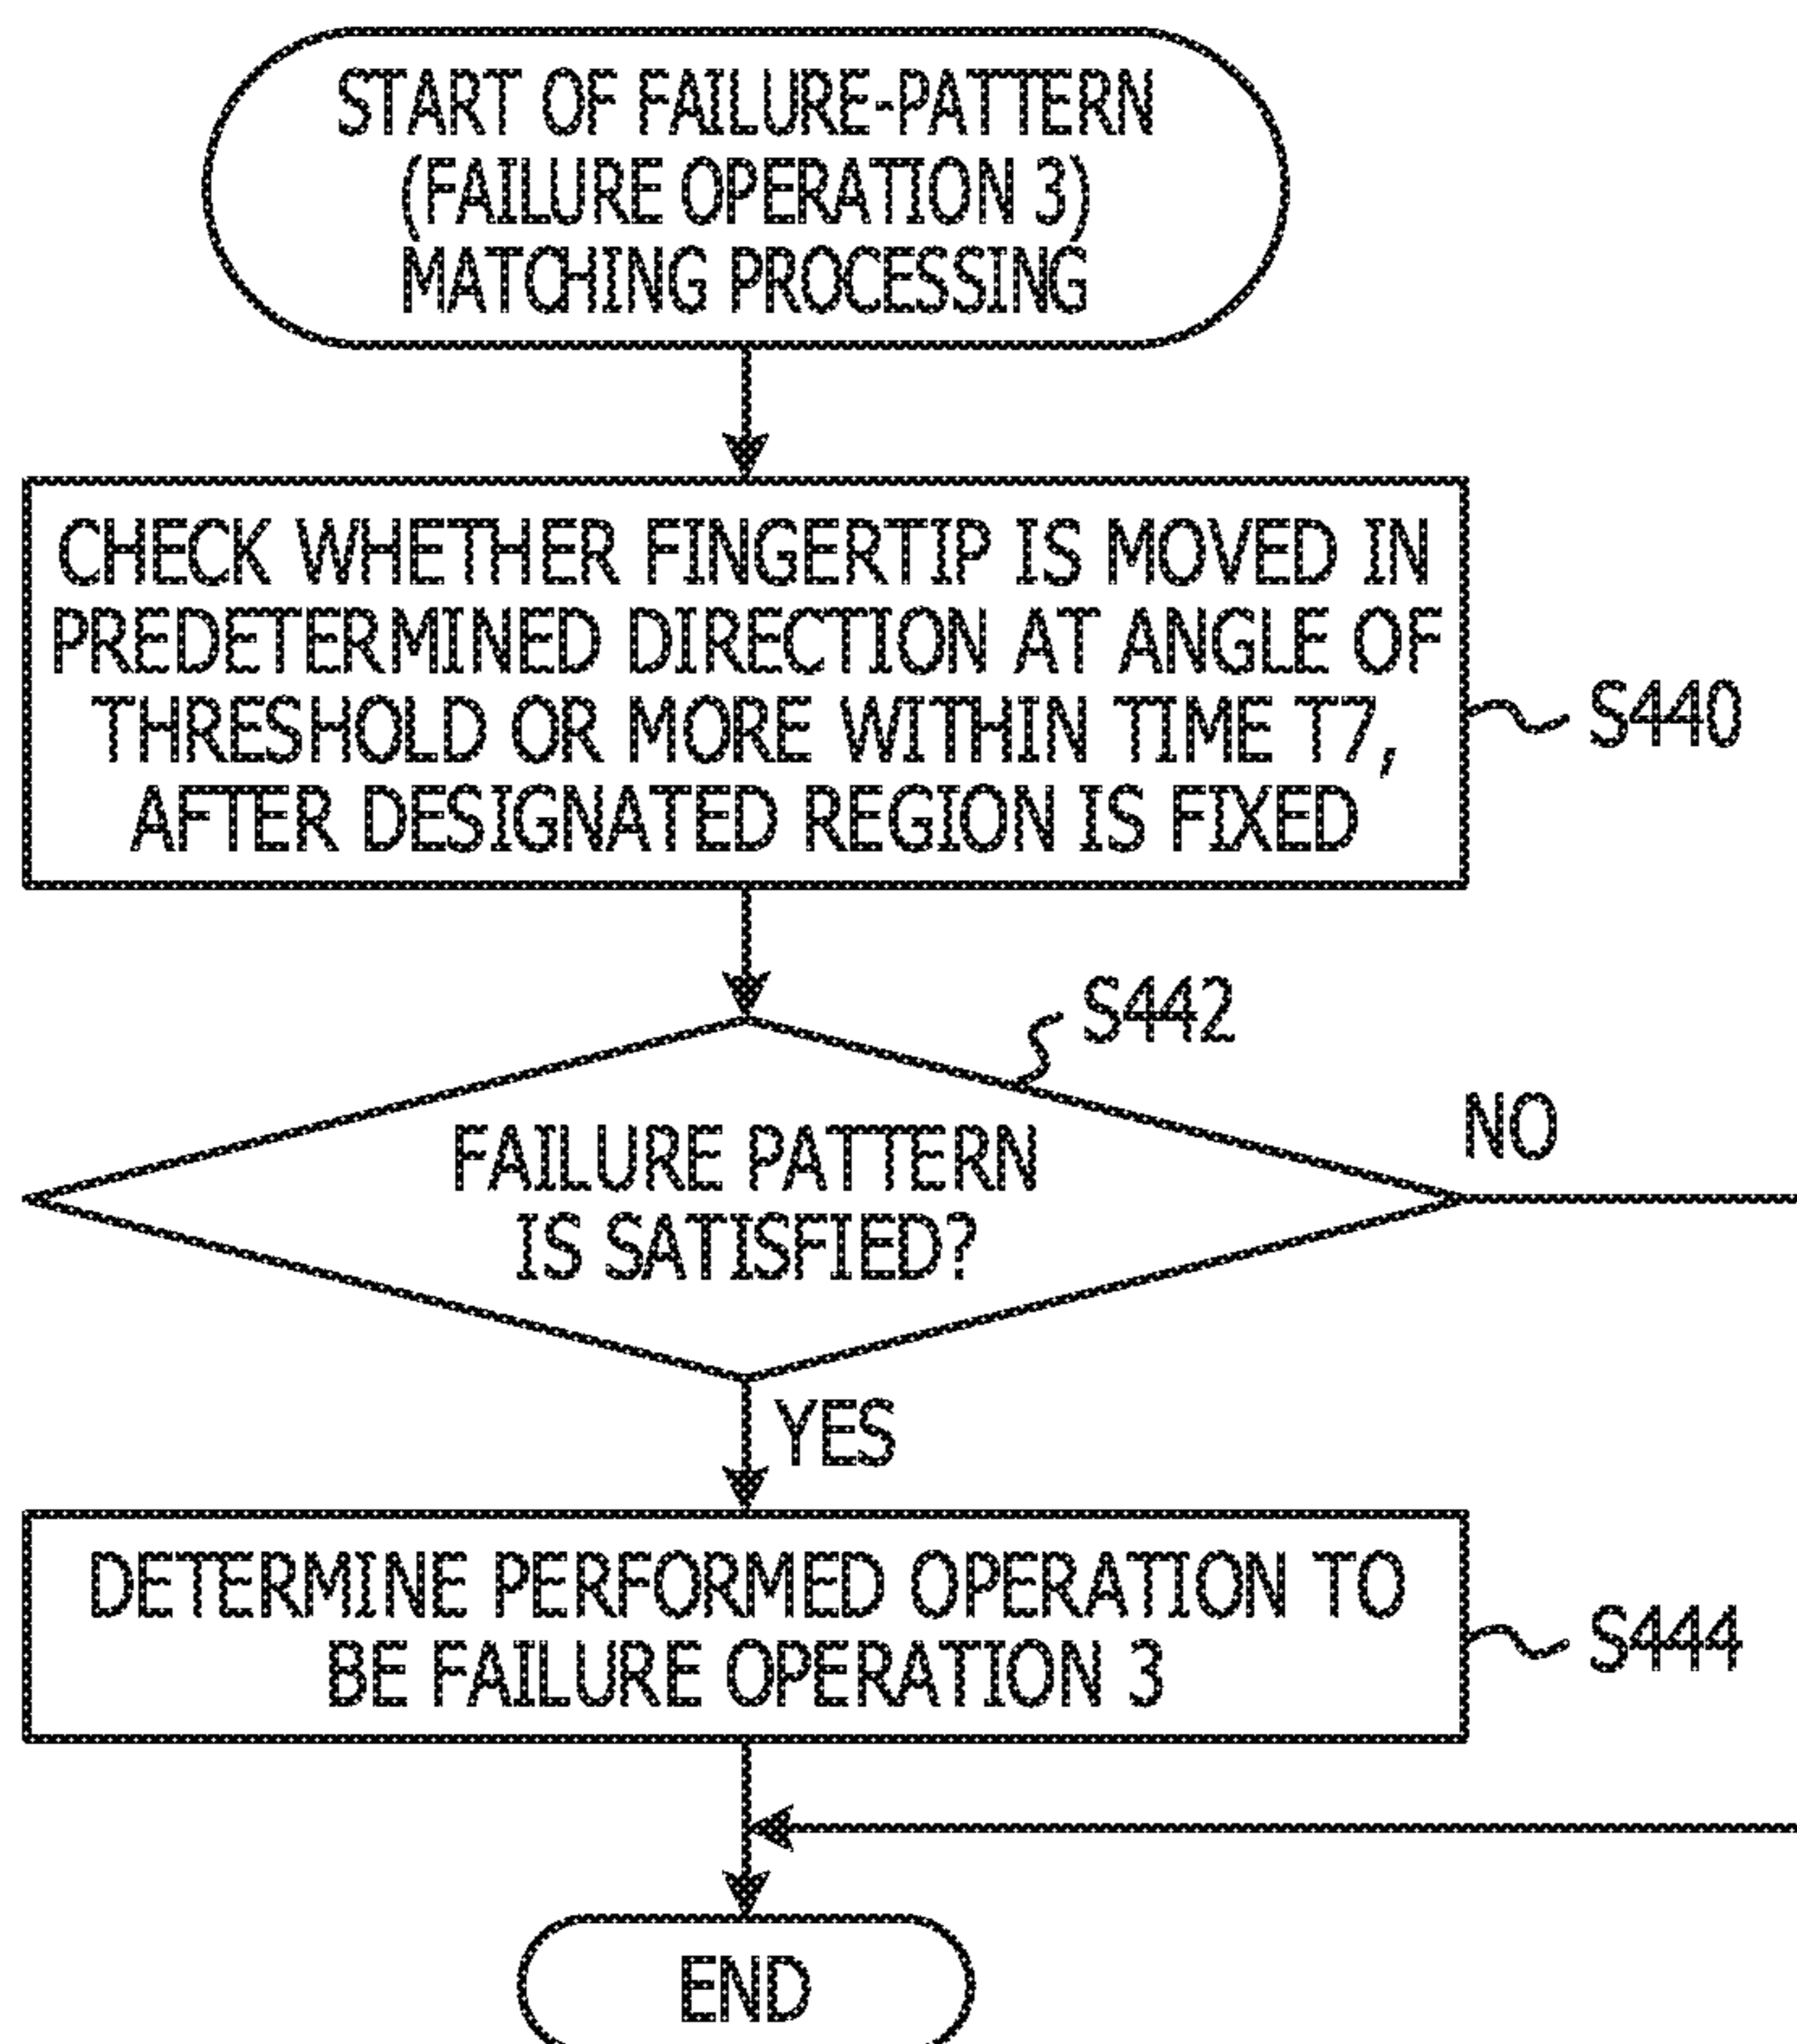 START OF FAILURE-PATTERN
(FAILURE OPERATION 3)
MATCHING PROCESSING
CHECK WHETHER FINGERTIP IS MOVED IN
PREDETERMINED DIRECTION AT ANGLE OF
THRESHOLD OR MORE WITHIN TIME T7,
AFTER DESIGNATED REGION IS FIXED
S440
S442
NO
FAILURE PATTERN
IS SATISFIED?
YES
DETERMINE PERFORMED OPERATION TO
BE FAILURE OPERATION 3
S444
END